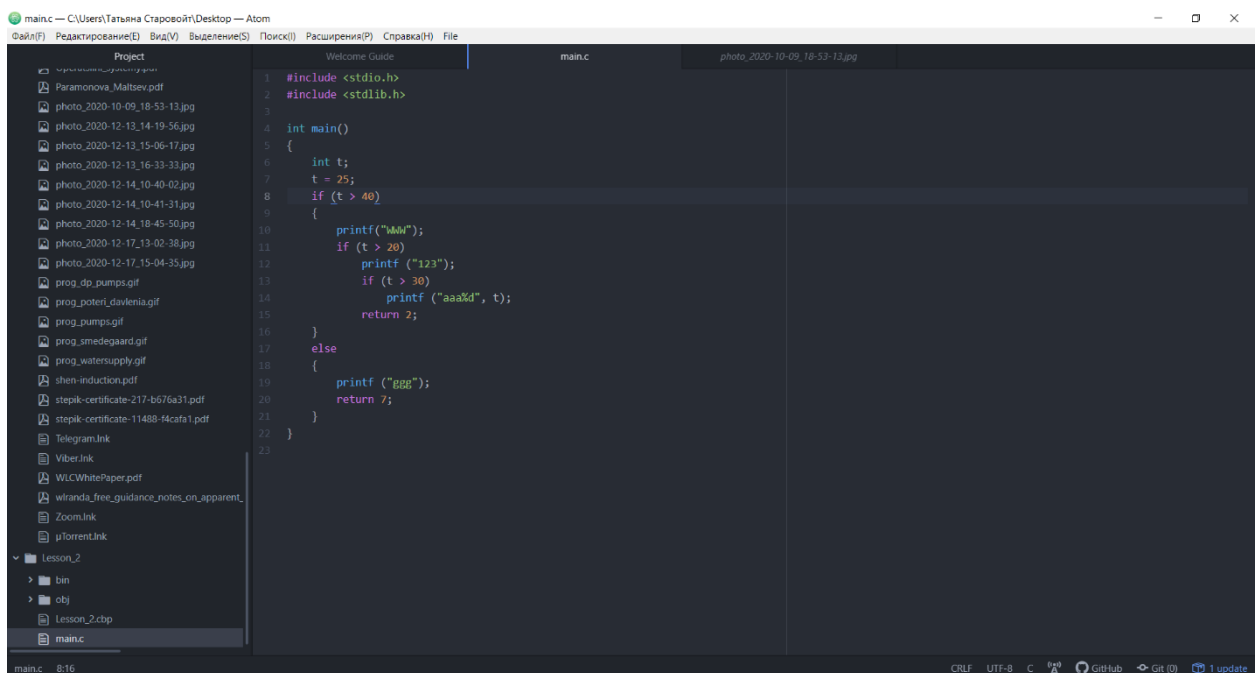 main.c — C:\Users\Татьяна Старовойт\Desktop — Atom
Файл(F) Редактирование(E) Вид(V) Выделение(S) Поиск(I) Расширения(P) Справка(H) File
Project
Welcome Guide
main.c
photo_2020-10-09_18-53-13.jpg
Paramonova_Maltsev.pdf
photo_2020-10-09_18-53-13.jpg
photo_2020-12-13_14-19-56.jpg
photo_2020-12-13_15-06-17.jpg
photo_2020-12-13_16-33-33.jpg
photo_2020-12-14_10-40-02.jpg
photo_2020-12-14_10-41-31.jpg
photo_2020-12-14_18-45-50.jpg
photo_2020-12-17_13-02-38.jpg
photo_2020-12-17_15-04-35.jpg
prog_dp_pumps.gif
prog_poteri_davlenia.gif
prog_pumps.gif
prog_smedegaard.gif
prog_watersupply.gif
shen-induction.pdf
stepik-certificate-217-b676a31.pdf
stepik-certificate-11488-f4cafa1.pdf
Telegram.lnk
Viber.lnk
WLCWhitePaper.pdf
wlranda_free_guidance_notes_on_apparent_
Zoom.lnk
µTorrent.lnk
Lesson_2
bin
obj
Lesson_2.cbp
main.c
1 #include <stdio.h>
2 #include <stdlib.h>
3
4 int main()
5 {
6 int t;
7 t = 25;
8 if (t > 40)
9 {
10 printf("WWW");
11 if (t > 20)
12 printf ("123");
13 if (t > 30)
14 printf ("aaa%d", t);
15 return 2;
16 }
17 else
18 {
19 printf ("ggg");
20 return 7;
21 }
22 }
23
main.c 8:16
CRLF UTF-8 C GitHub Git (0) 1 update